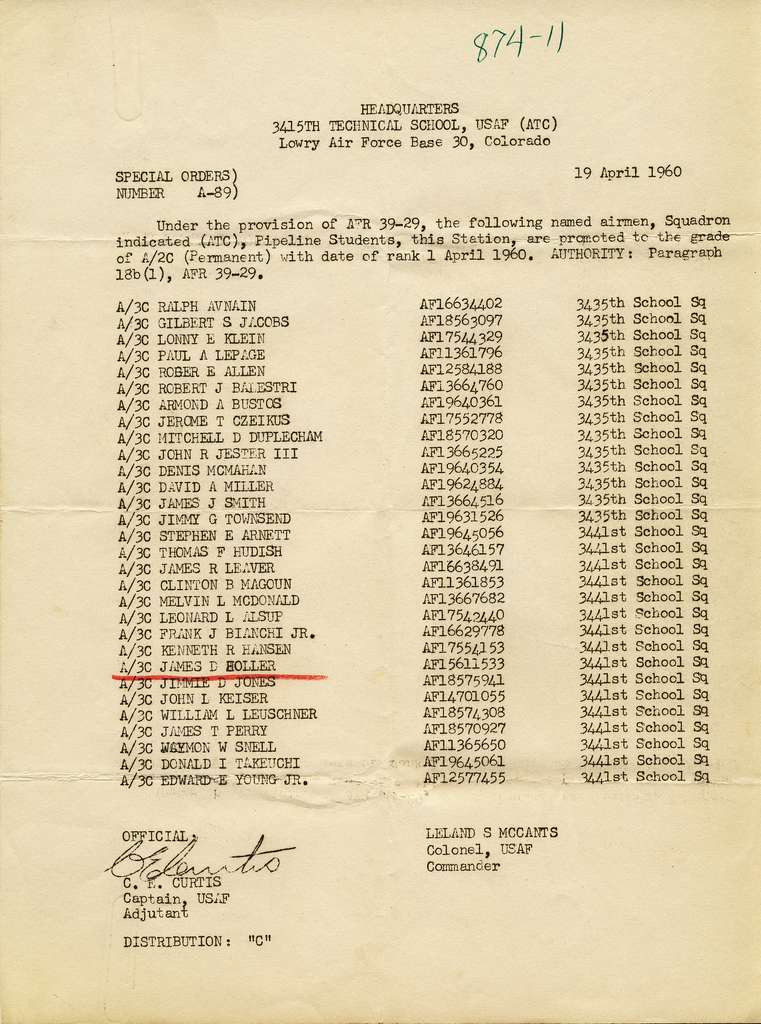 874-11
HEADQUARTERS
3415TH TECHNICAL SCHOOL, USAF (ATC)
Lowry Air Force Base 30, Colorado
SPECIAL ORDERS) 19 April 1960
NUMBER A-89)
Under the provision of AFR 39-29, the following named airmen, Squadron
indicated (ATC), Pipeline Students, this Station, are promoted to the grade
of A/2C (Permanent) with date of rank 1 April 1960. AUTHORITY: Paragraph
18b(1), AFR 39-29.
A/3C RALPH AVNAIN AF16634402 3435th School Sq
A/3C GILBERT S JACOBS AF18563097 3435th School Sq
A/3C LONNY E KLEIN AF17544329 3435th School Sq
A/3C PAUL A LEPAGE AF11361796 3435th School Sq
A/3C ROGER E ALLEN AF12584188 3435th School Sq
A/3C ROBERT J BALESTRI AF13664760 3435th School Sq
A/3C ARMOND A BUSTOS AF19640361 3435th School Sq
A/3C JEROME T CZEIKUS AF17552778 3435th School Sq
A/3C MITCHELL D DUPLECHAM AF18570320 3435th School Sq
A/3C JOHN R JESTER III AF13665225 3435th School Sq
A/3C DENIS MCMAHAN AF19640354 3435th School Sq
A/3C DAVID A MILLER AF19624884 3435th School Sq
A/3C JAMES J SMITH AF13664516 3435th School Sq
A/3C JIMMY G TOWNSEND AF19631526 3435th School Sq
A/3C STEPHEN E ARNETT AF19645056 3441st School Sq
A/3C THOMAS F HUDISH AF13646157 3441st School Sq
A/3C JAMES R LEAVER AF16638491 3441st School Sq
A/3C CLINTON B MAGOUN AF11361853 3441st School Sq
A/3C MELVIN L MCDONALD AF13667682 3441st School Sq
A/3C LEONARD L ALSUP AF17542440 3441st School Sq
A/3C FRANK J BIANCHI JR. AF16629778 3441st School Sq
A/3C KENNETH R HANSEN AF17554153 3441st School Sq
A/3C JAMES D HOLLER AF15611533 3441st School Sq
A/3C JIMMIE D JONES AF18575941 3441st School Sq
A/3C JOHN L KEISER AF14701055 3441st School Sq
A/3C WILLIAM L LEUSCHNER AF18574308 3441st School Sq
A/3C JAMES T PERRY AF18570927 3441st School Sq
A/3C WAYMON W SNELL AF11365650 3441st School Sq
A/3C DONALD I TAKEUCHI AF19645061 3441st School Sq
A/3C EDWARD E YOUNG JR. AF12577455 3441st School Sq
OFFICIAL: LELAND S MCCANTS
CE Curtis Colonel, USAF
C. E. CURTIS Commander
Captain, USAF
Adjutant
DISTRIBUTION: "C"